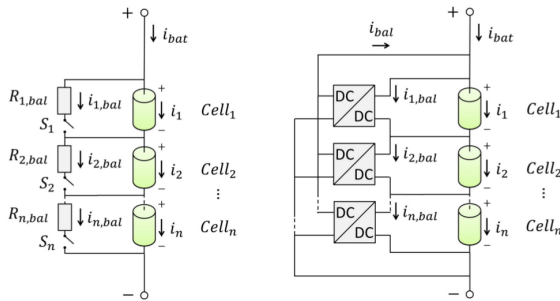 +
i_bat
+
R_1,bal i_1,bal i_1 Cell_1
S_1
−
+
R_2,bal i_2,bal i_2 Cell_2
S_2
−
⋮
+
R_n,bal i_n,bal i_n Cell_n
S_n
−
−
+
i_bal i_bat
+
DC i_1,bal i_1 Cell_1
DC
−
+
DC i_2,bal i_2 Cell_2
DC
−
⋮
+
DC i_n,bal i_n Cell_n
DC
−
−